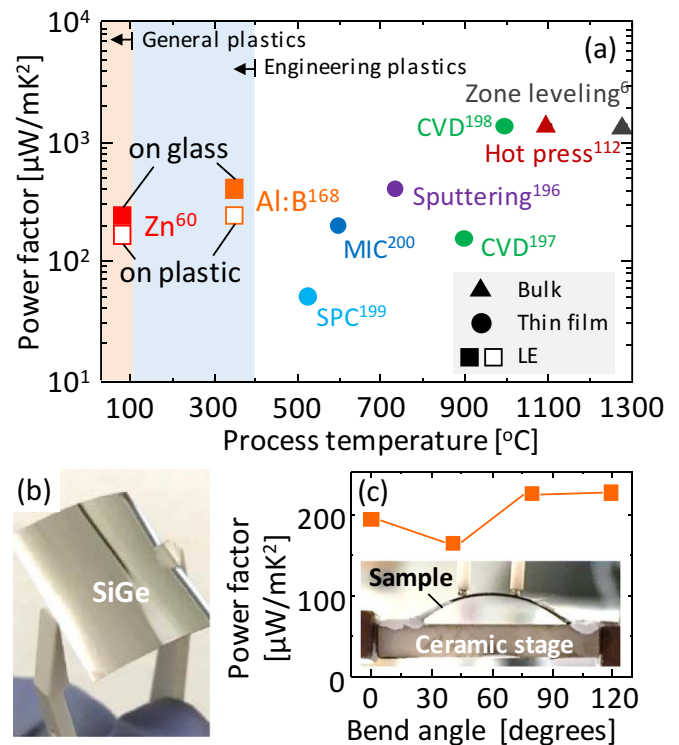 (a)
General plastics
Engineering plastics
Zone leveling⁶
CVD¹⁹⁸
Hot press¹¹²
on glass
Al:B¹⁶⁸
Sputtering¹⁹⁶
Zn⁶⁰
MIC²⁰⁰
CVD¹⁹⁷
on plastic
SPC¹⁹⁹
Bulk
Thin film
LE
Power factor [µW/mK²]
10⁴
10³
10²
10¹
100 300 500 700 900 1100 1300
Process temperature [°C]
(b)
SiGe
(c)
Power factor
[µW/mK²]
200
100
0
Sample
Ceramic stage
0 30 60 90 120
Bend angle [degrees]